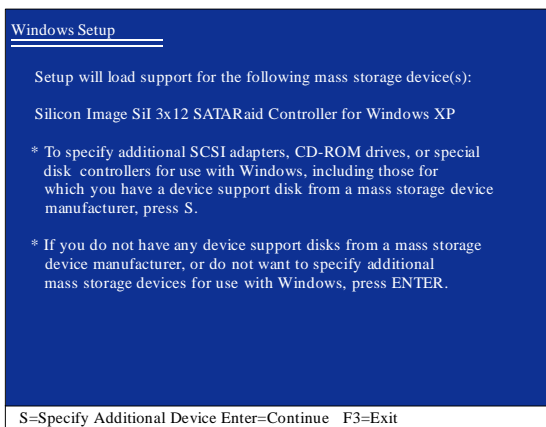 Windows Setup
Setup will load support for the following mass storage device(s):
Silicon Image SiI 3x12 SATARaid Controller for Windows XP
* To specify additional SCSI adapters, CD-ROM drives, or special
disk controllers for use with Windows, including those for
which you have a device support disk from a mass storage device
manufacturer, press S.
* If you do not have any device support disks from a mass storage
device manufacturer, or do not want to specify additional
mass storage devices for use with Windows, press ENTER.
S=Specify Additional Device Enter=Continue F3=Exit